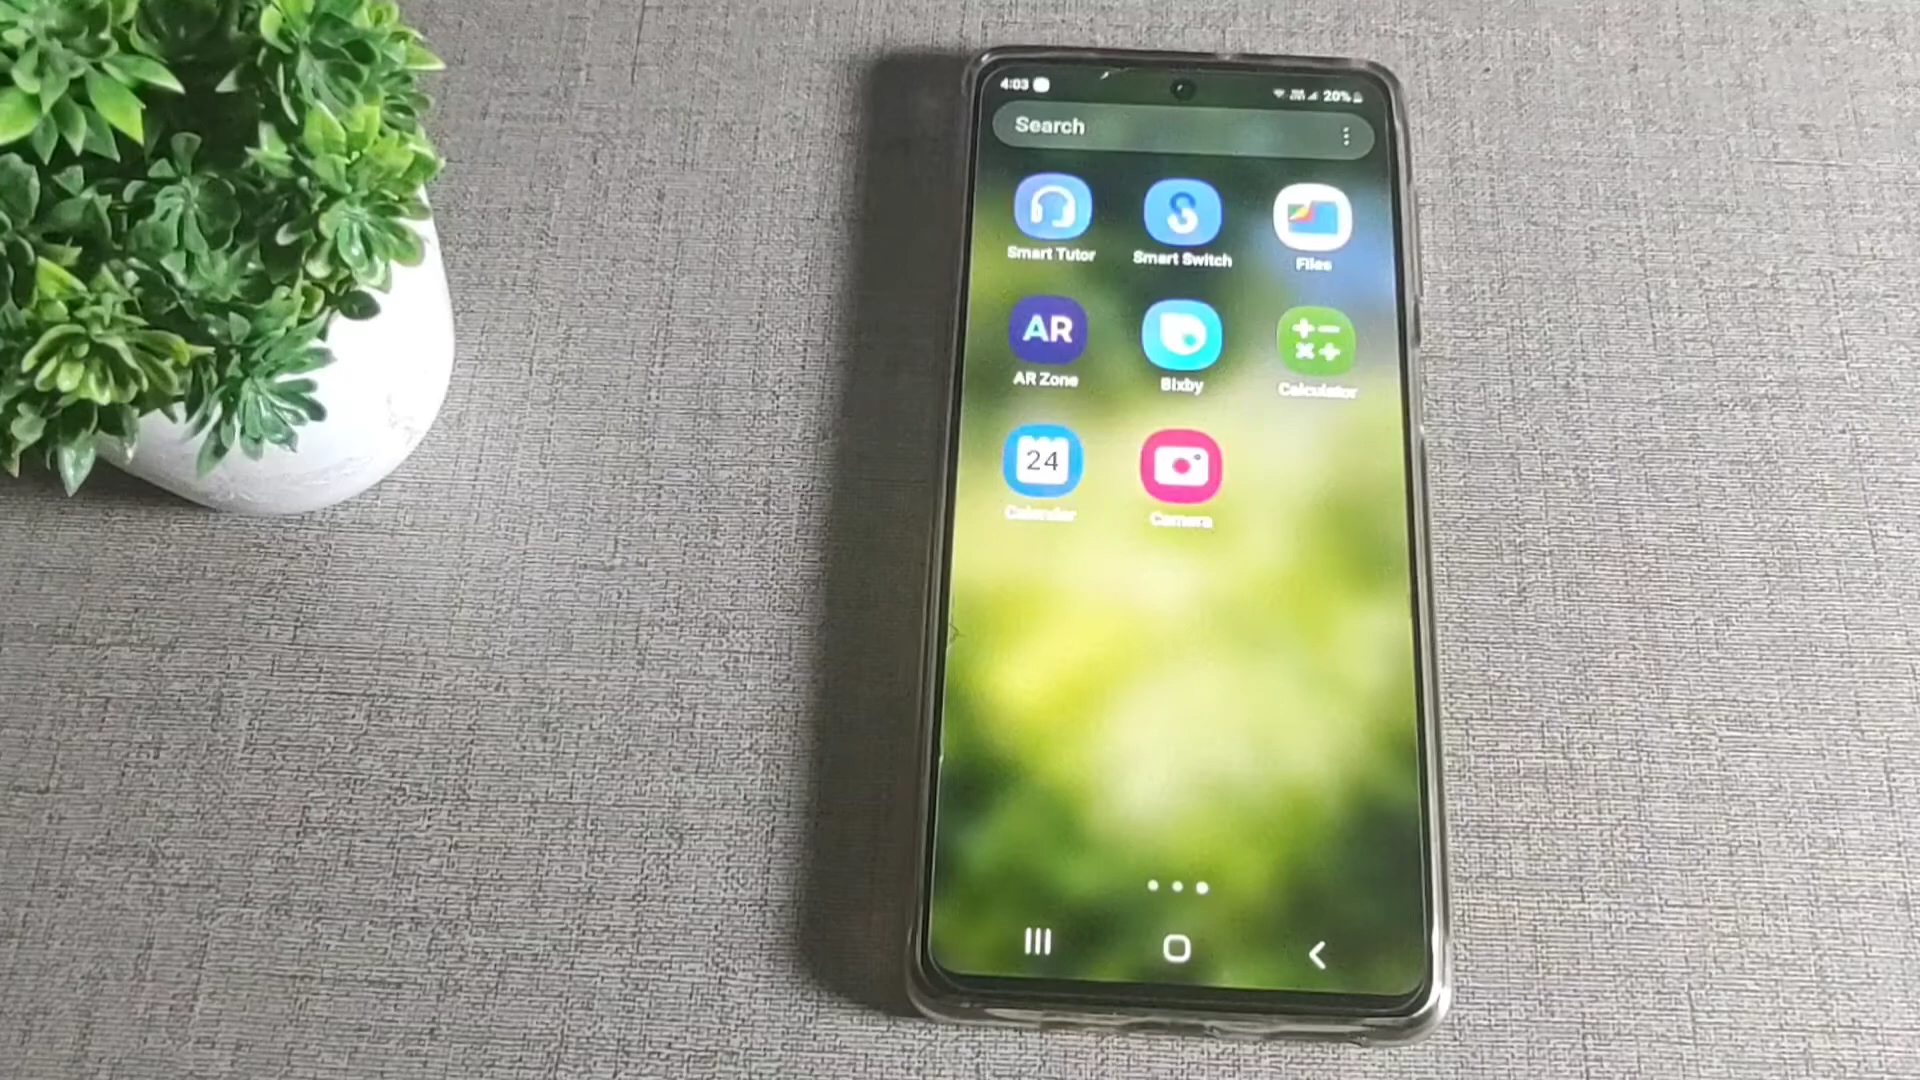 4:03 20%
Search
Smart Tutor Smart Switch Files
AR
AR Zone Bixby Calculator
24
Calendar Camera